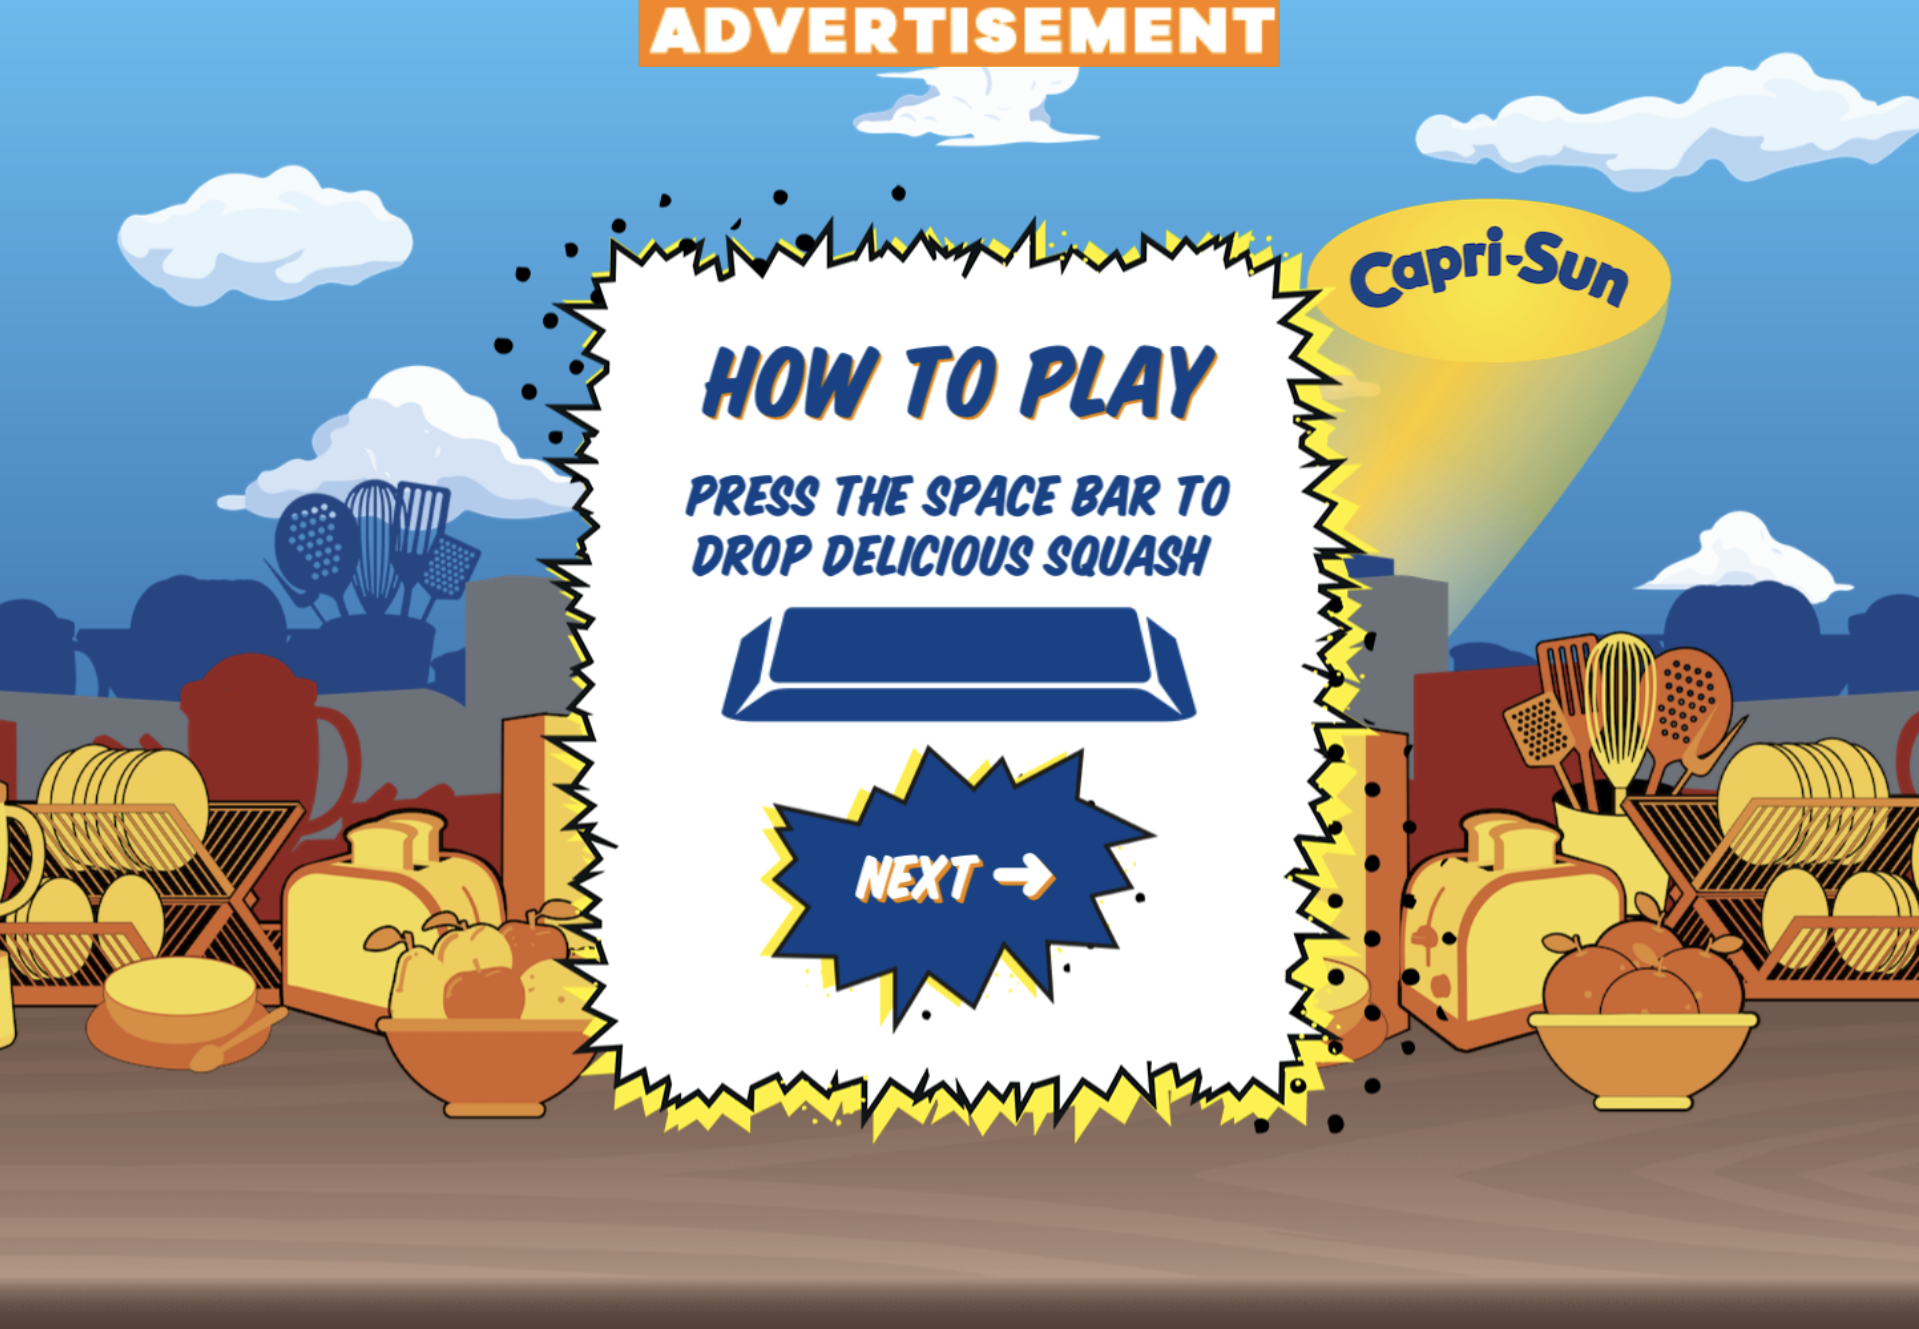 ADVERTISEMENT
Capri-Sun
HOW TO PLAY
PRESS THE SPACE BAR TO
DROP DELICIOUS SQUASH
NEXT →